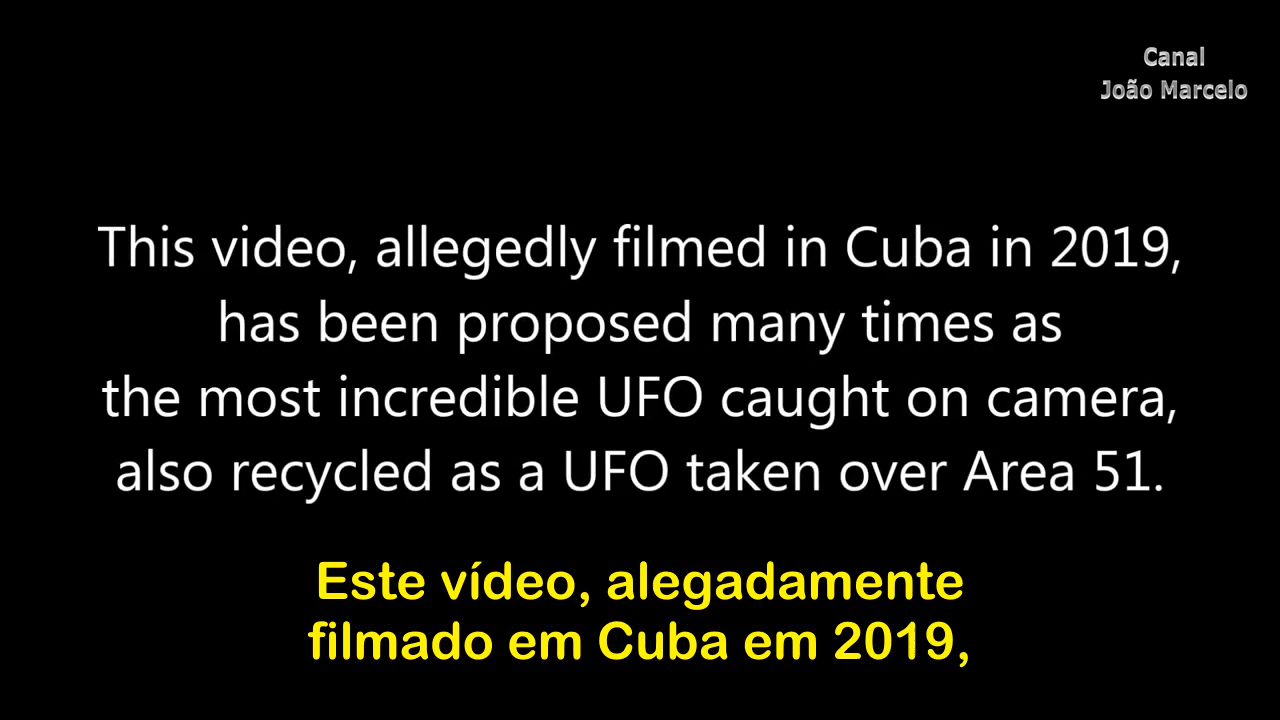 Canal
João Marcelo
This video, allegedly filmed in Cuba in 2019,
has been proposed many times as
the most incredible UFO caught on camera,
also recycled as a UFO taken over Area 51.
Este vídeo, alegadamente
filmado em Cuba em 2019,